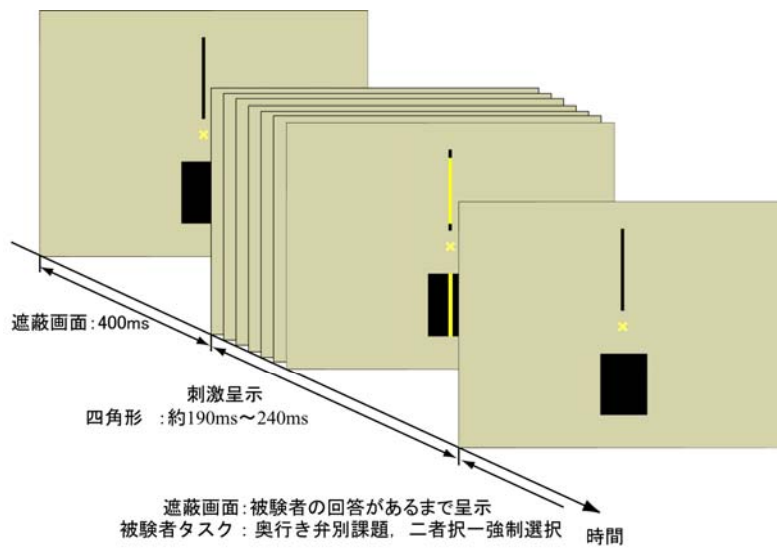 遮蔽画面:400ms
刺激呈示
四角形 :約190ms～240ms
遮蔽画面:被験者の回答があるまで呈示
被験者タスク:奥行き弁別課題，二者択一強制選択
時間